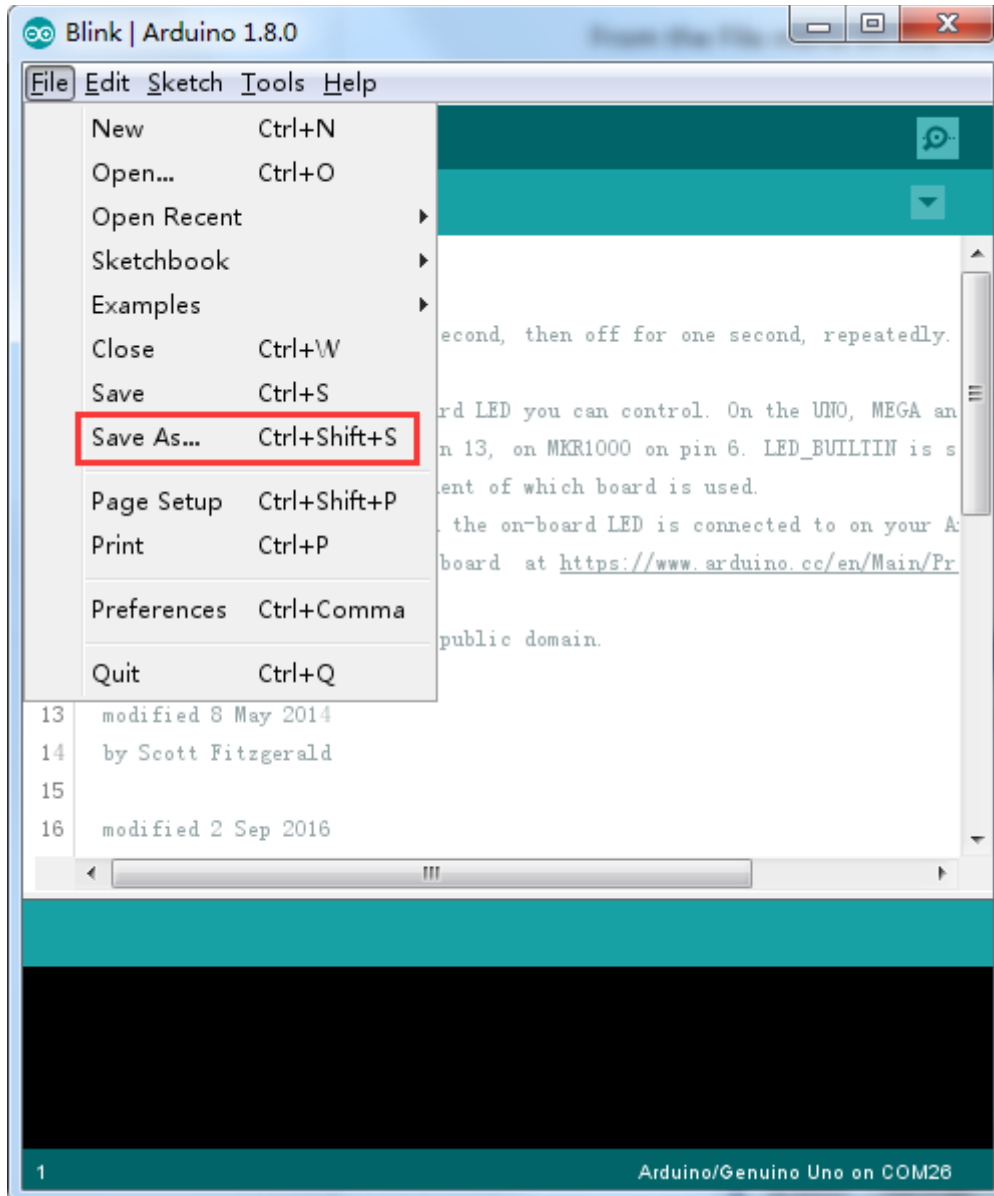 Blink | Arduino 1.8.0
File Edit Sketch Tools Help
New Ctrl+N
Open... Ctrl+O
Open Recent
Sketchbook
Examples
Close Ctrl+W
Save Ctrl+S
Save As... Ctrl+Shift+S
Page Setup Ctrl+Shift+P
Print Ctrl+P
Preferences Ctrl+Comma
Quit Ctrl+Q
econd, then off for one second, repeatedly.
rd LED you can control. On the UNO, MEGA an
n 13, on MKR1000 on pin 6. LED_BUILTIN is s
ent of which board is used.
the on-board LED is connected to on your A
board at https://www.arduino.cc/en/Main/Pr
public domain.
13 modified 8 May 2014
14 by Scott Fitzgerald
15
16 modified 2 Sep 2016
1 Arduino/Genuino Uno on COM26